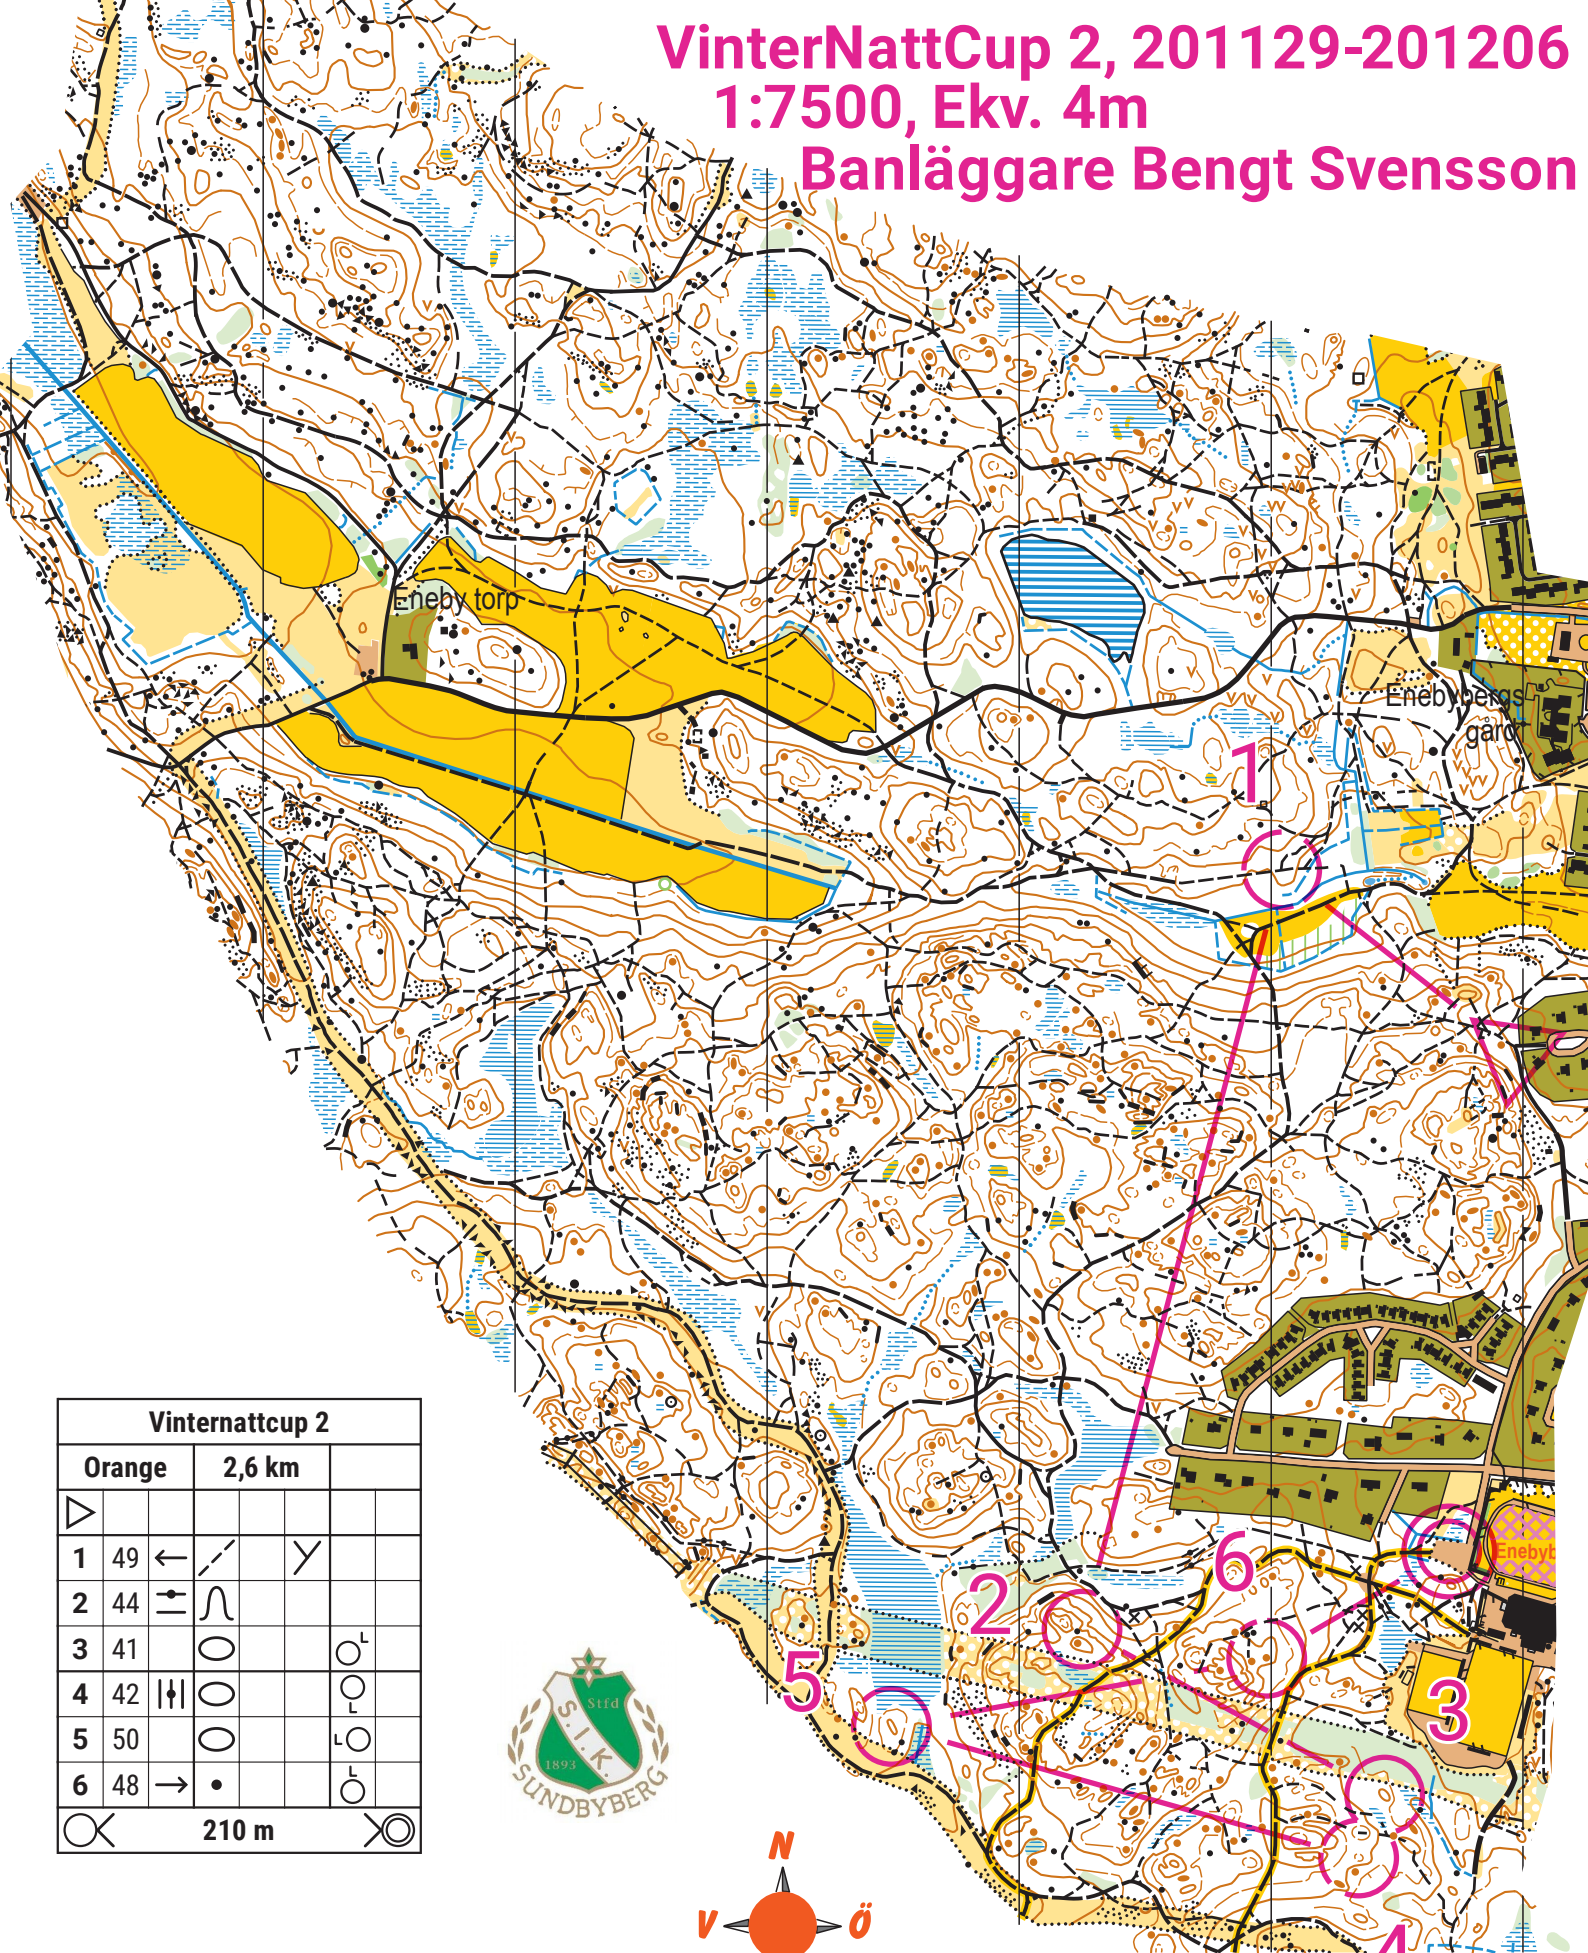 VinterNattCup 2, 201129-201206
1:7500, Ekv. 4m
Banläggare Bengt Svensson
Eneby torp
Enebybergs
gård
1
2
6
5
3
4
Enebyb
Vinternattcup 2
Orange 2,6 km
1 49
2 44
3 41
4 42
5 50
6 48
210 m
Stfd
S.I.K.
1893
SUNDBYBERG
N
V Ö